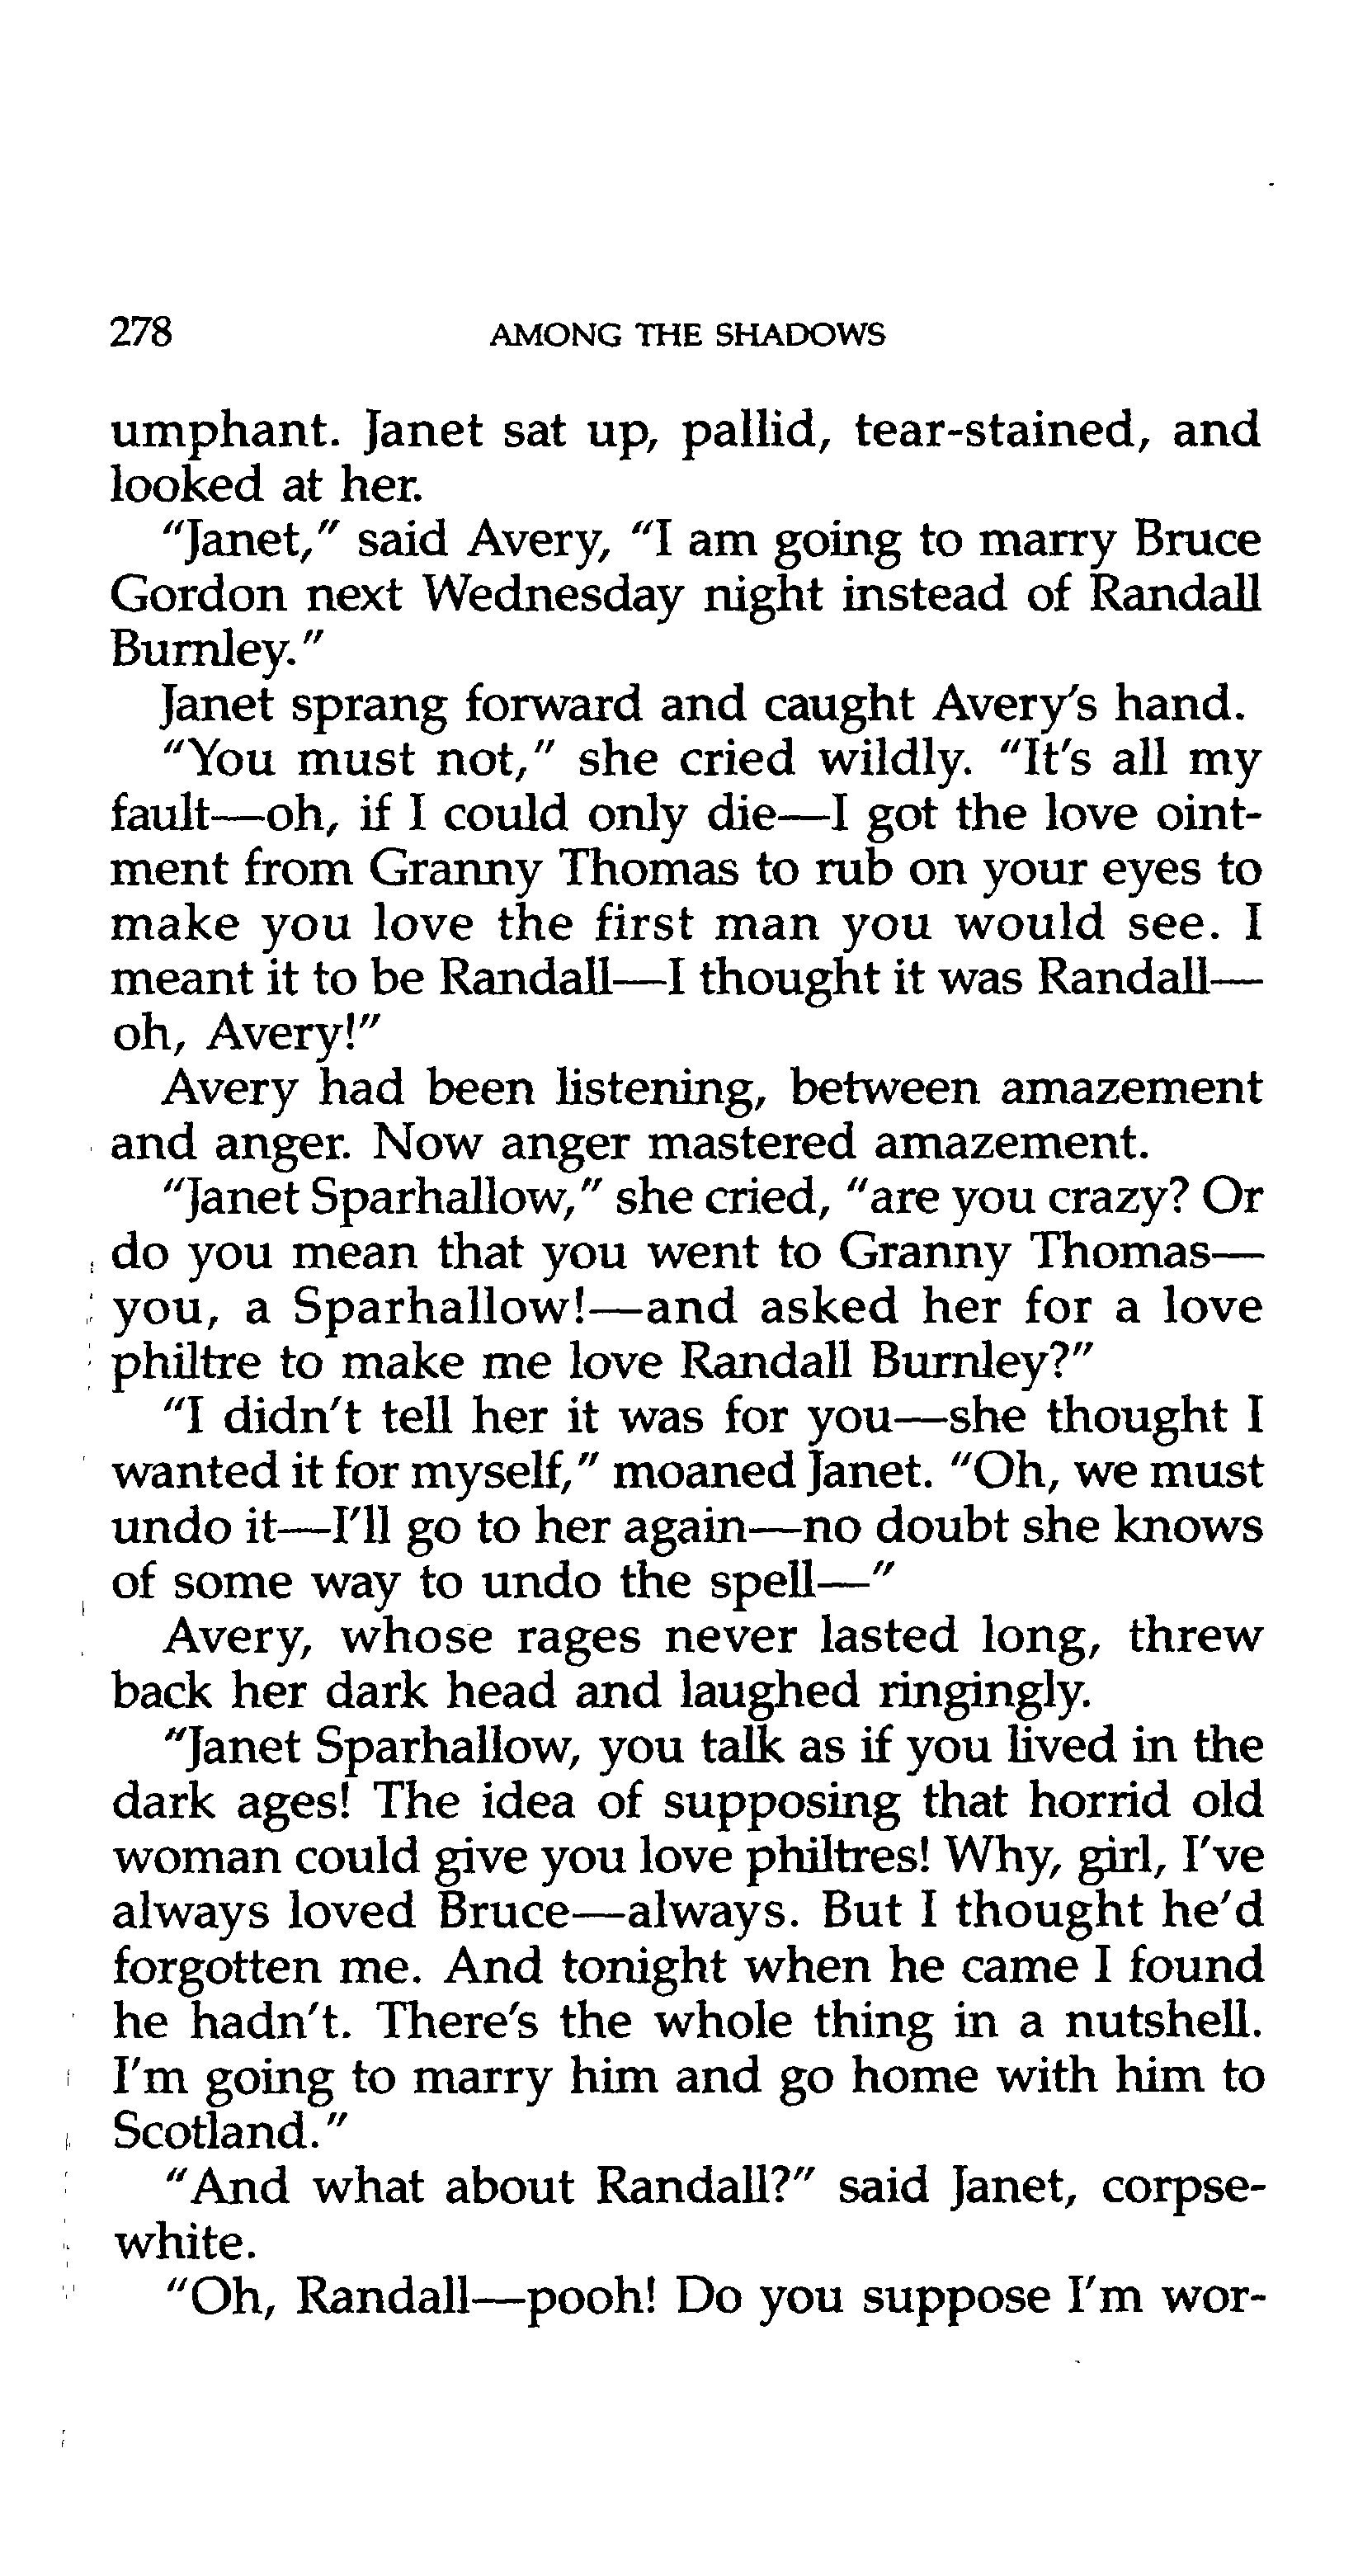 278 AMONG THE SHADOWS
umphant. Janet sat up, pallid, tear-stained, and
looked at her.
"Janet," said Avery, "I am going to marry Bruce
Gordon next Wednesday night instead of Randall
Burnley."
Janet sprang forward and caught Avery's hand.
"You must not," she cried wildly. "It's all my
fault—oh, if I could only die—I got the love oint-
ment from Granny Thomas to rub on your eyes to
make you love the first man you would see. I
meant it to be Randall—I thought it was Randall—
oh, Avery!"
Avery had been listening, between amazement
and anger. Now anger mastered amazement.
"Janet Sparhallow," she cried, "are you crazy? Or
do you mean that you went to Granny Thomas—
you, a Sparhallow!—and asked her for a love
philtre to make me love Randall Burnley?"
"I didn't tell her it was for you—she thought I
wanted it for myself," moaned Janet. "Oh, we must
undo it—I'll go to her again—no doubt she knows
of some way to undo the spell—"
Avery, whose rages never lasted long, threw
back her dark head and laughed ringingly.
"Janet Sparhallow, you talk as if you lived in the
dark ages! The idea of supposing that horrid old
woman could give you love philtres! Why, girl, I've
always loved Bruce—always. But I thought he'd
forgotten me. And tonight when he came I found
he hadn't. There's the whole thing in a nutshell.
I'm going to marry him and go home with him to
Scotland."
"And what about Randall?" said Janet, corpse-
white.
"Oh, Randall—pooh! Do you suppose I'm wor-